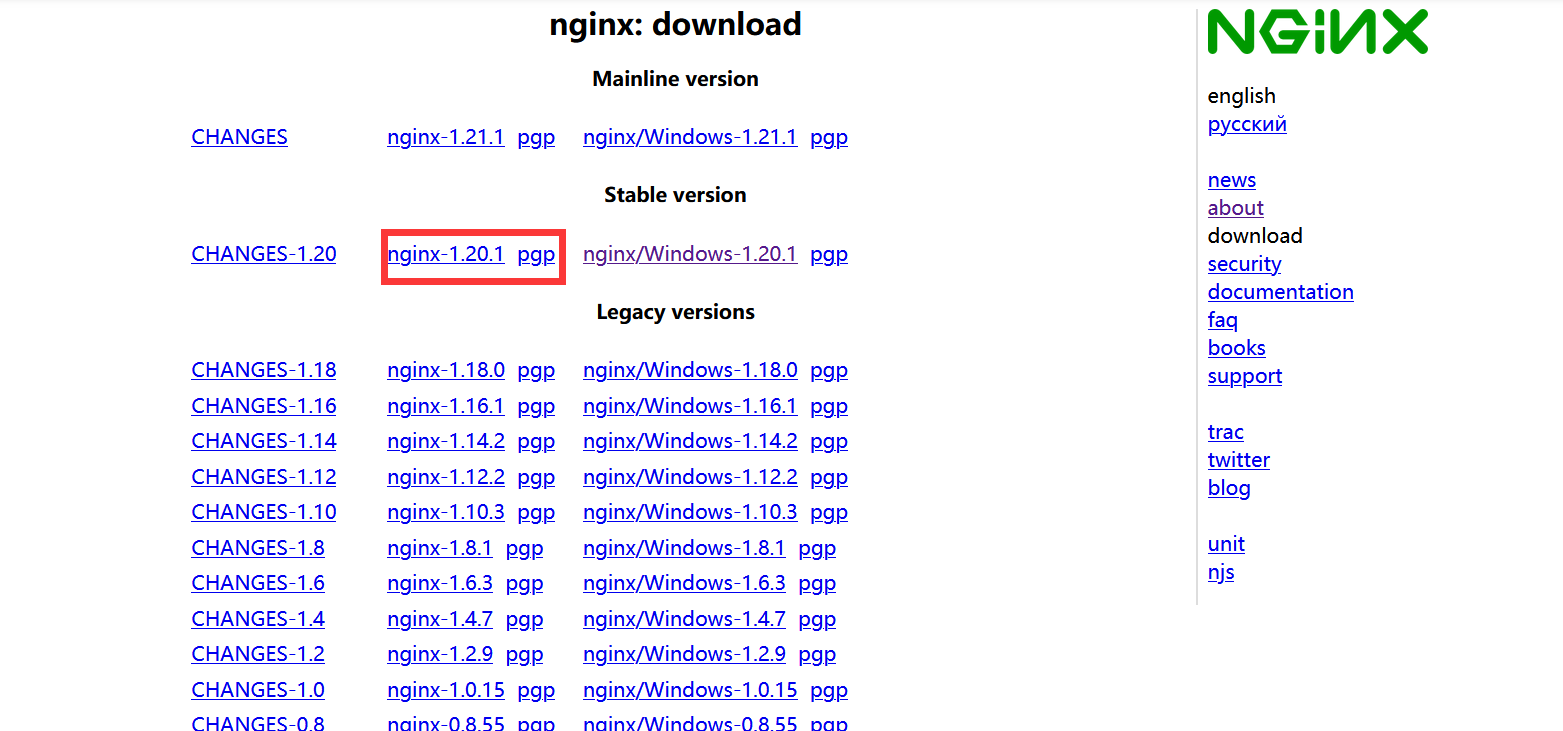 nginx: download
Mainline version
CHANGES nginx-1.21.1 pgp nginx/Windows-1.21.1 pgp
Stable version
CHANGES-1.20 nginx-1.20.1 pgp nginx/Windows-1.20.1 pgp
Legacy versions
CHANGES-1.18 nginx-1.18.0 pgp nginx/Windows-1.18.0 pgp
CHANGES-1.16 nginx-1.16.1 pgp nginx/Windows-1.16.1 pgp
CHANGES-1.14 nginx-1.14.2 pgp nginx/Windows-1.14.2 pgp
CHANGES-1.12 nginx-1.12.2 pgp nginx/Windows-1.12.2 pgp
CHANGES-1.10 nginx-1.10.3 pgp nginx/Windows-1.10.3 pgp
CHANGES-1.8 nginx-1.8.1 pgp nginx/Windows-1.8.1 pgp
CHANGES-1.6 nginx-1.6.3 pgp nginx/Windows-1.6.3 pgp
CHANGES-1.4 nginx-1.4.7 pgp nginx/Windows-1.4.7 pgp
CHANGES-1.2 nginx-1.2.9 pgp nginx/Windows-1.2.9 pgp
CHANGES-1.0 nginx-1.0.15 pgp nginx/Windows-1.0.15 pgp
CHANGES-0.8 nginx-0.8.55 pgp nginx/Windows-0.8.55 pgp
NGiNX
english
русский
news
about
download
security
documentation
faq
books
support
trac
twitter
blog
unit
njs